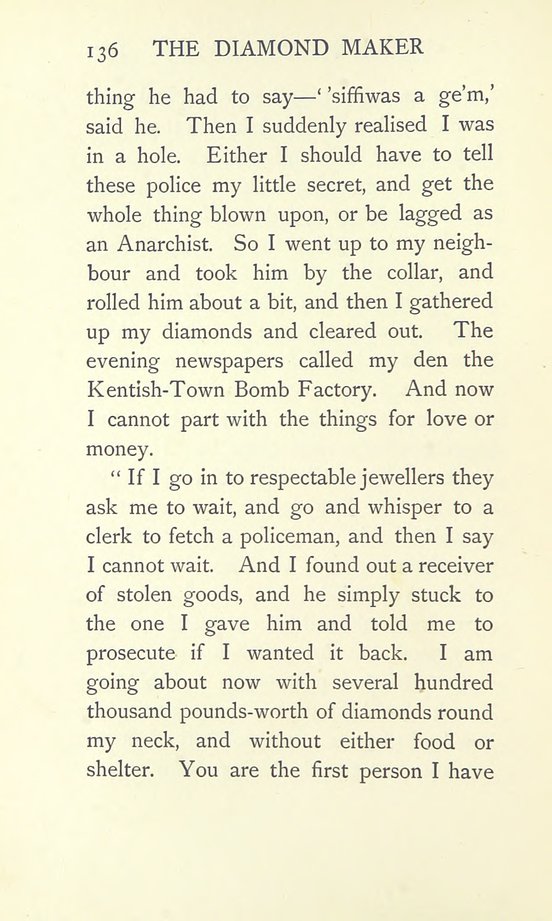 136 THE DIAMOND MAKER
thing he had to say—‘ ’siffiwas a ge’m,’
said he. Then I suddenly realised I was
in a hole. Either I should have to tell
these police my little secret, and get the
whole thing blown upon, or be lagged as
an Anarchist. So I went up to my neigh-
bour and took him by the collar, and
rolled him about a bit, and then I gathered
up my diamonds and cleared out. The
evening newspapers called my den the
Kentish-Town Bomb Factory. And now
I cannot part with the things for love or
money.
“ If I go in to respectable jewellers they
ask me to wait, and go and whisper to a
clerk to fetch a policeman, and then I say
I cannot wait. And I found out a receiver
of stolen goods, and he simply stuck to
the one I gave him and told me to
prosecute if I wanted it back. I am
going about now with several hundred
thousand pounds-worth of diamonds round
my neck, and without either food or
shelter. You are the first person I have